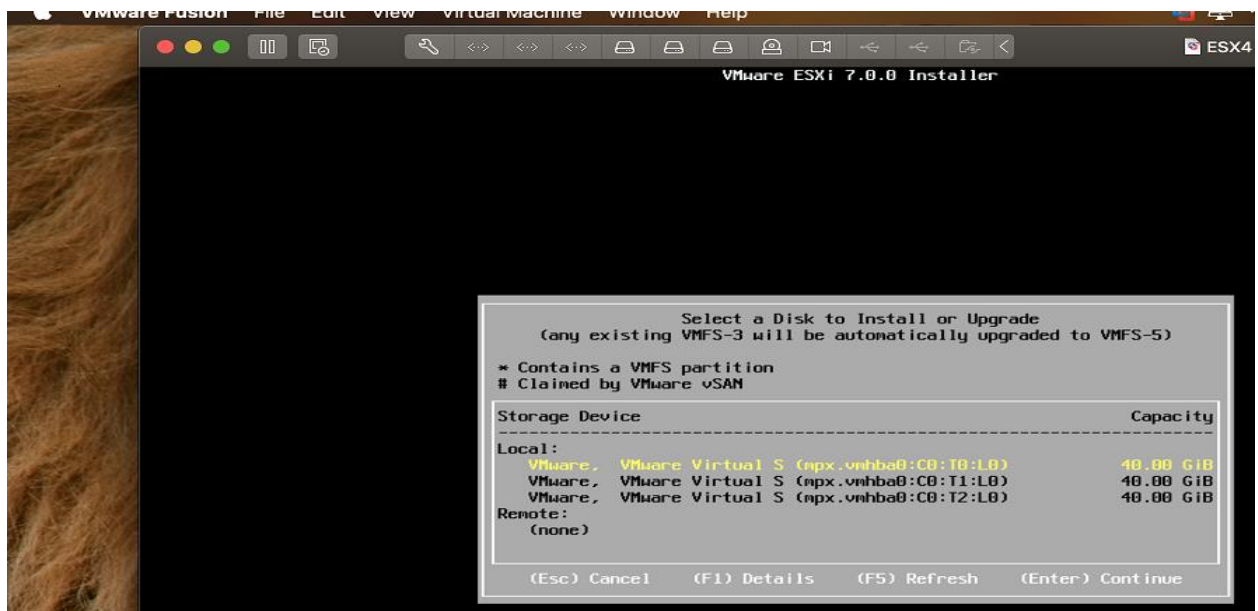 VMware Fusion File Edit View Virtual Machine Window Help
ESX4
VMware ESXi 7.0.0 Installer
Select a Disk to Install or Upgrade
(any existing VMFS-3 will be automatically upgraded to VMFS-5)
* Contains a VMFS partition
# Claimed by VMware vSAN
Storage Device Capacity
Local:
VMware, VMware Virtual S (mpx.vmhba0:C0:T0:L0) 40.00 GiB
VMware, VMware Virtual S (mpx.vmhba0:C0:T1:L0) 40.00 GiB
VMware, VMware Virtual S (mpx.vmhba0:C0:T2:L0) 40.00 GiB
Remote:
(none)
(Esc) Cancel (F1) Details (F5) Refresh (Enter) Continue